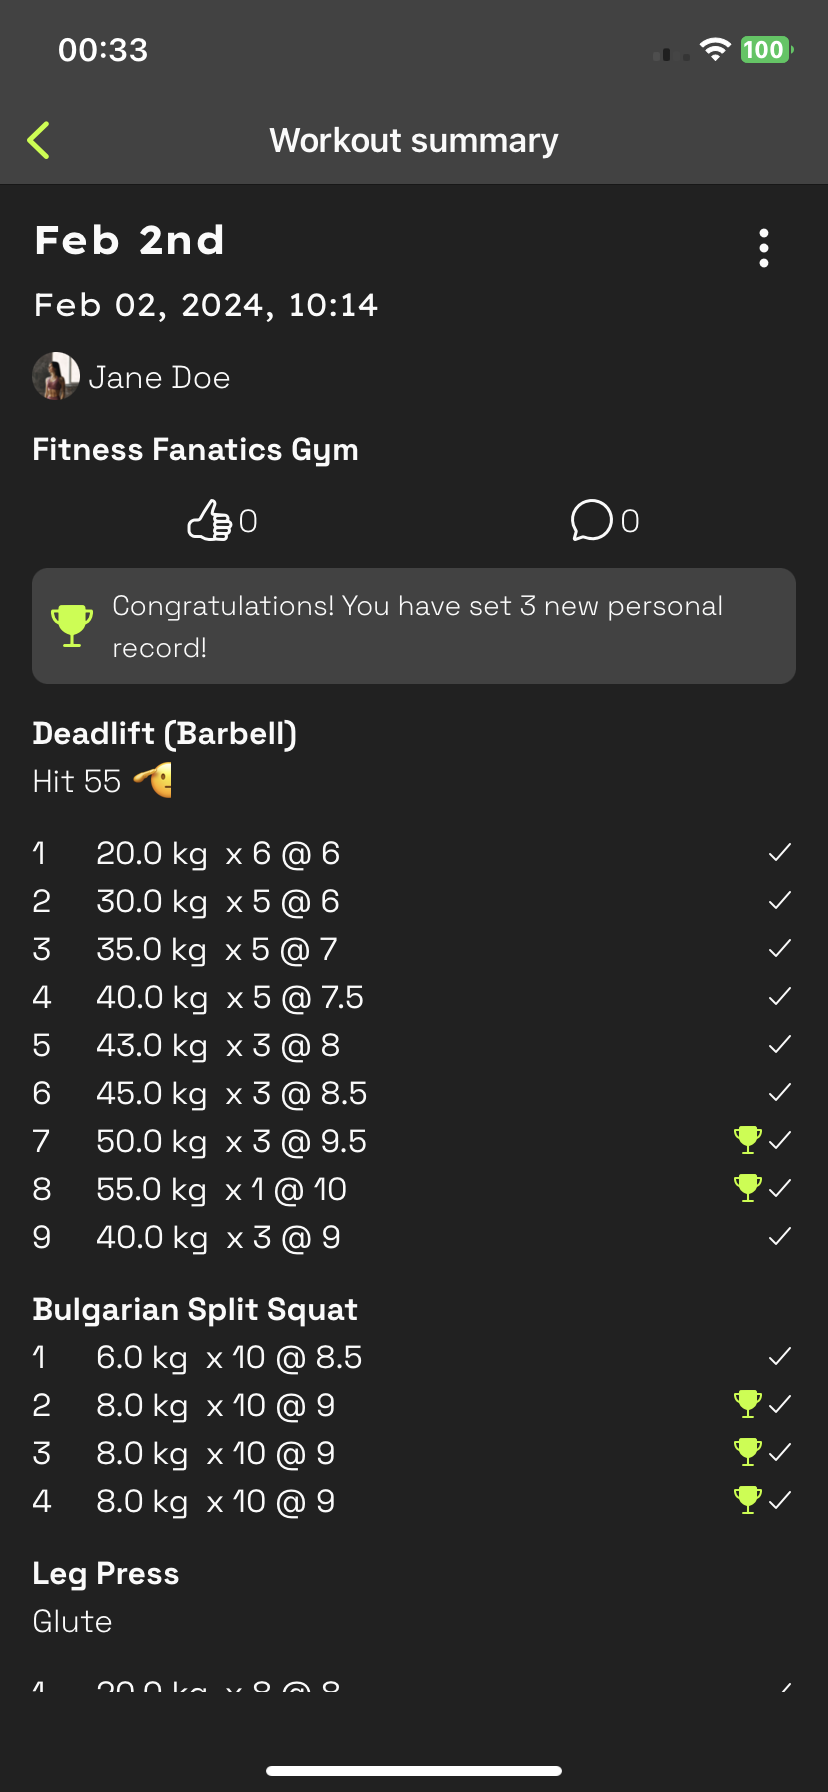 00:33
100
Workout summary
Feb 2nd
Feb 02, 2024, 10:14
Jane Doe
Fitness Fanatics Gym
0 0
Congratulations! You have set 3 new personal
record!
Deadlift (Barbell)
Hit 55
1 20.0 kg x 6 @ 6
2 30.0 kg x 5 @ 6
3 35.0 kg x 5 @ 7
4 40.0 kg x 5 @ 7.5
5 43.0 kg x 3 @ 8
6 45.0 kg x 3 @ 8.5
7 50.0 kg x 3 @ 9.5
8 55.0 kg x 1 @ 10
9 40.0 kg x 3 @ 9
Bulgarian Split Squat
1 6.0 kg x 10 @ 8.5
2 8.0 kg x 10 @ 9
3 8.0 kg x 10 @ 9
4 8.0 kg x 10 @ 9
Leg Press
Glute